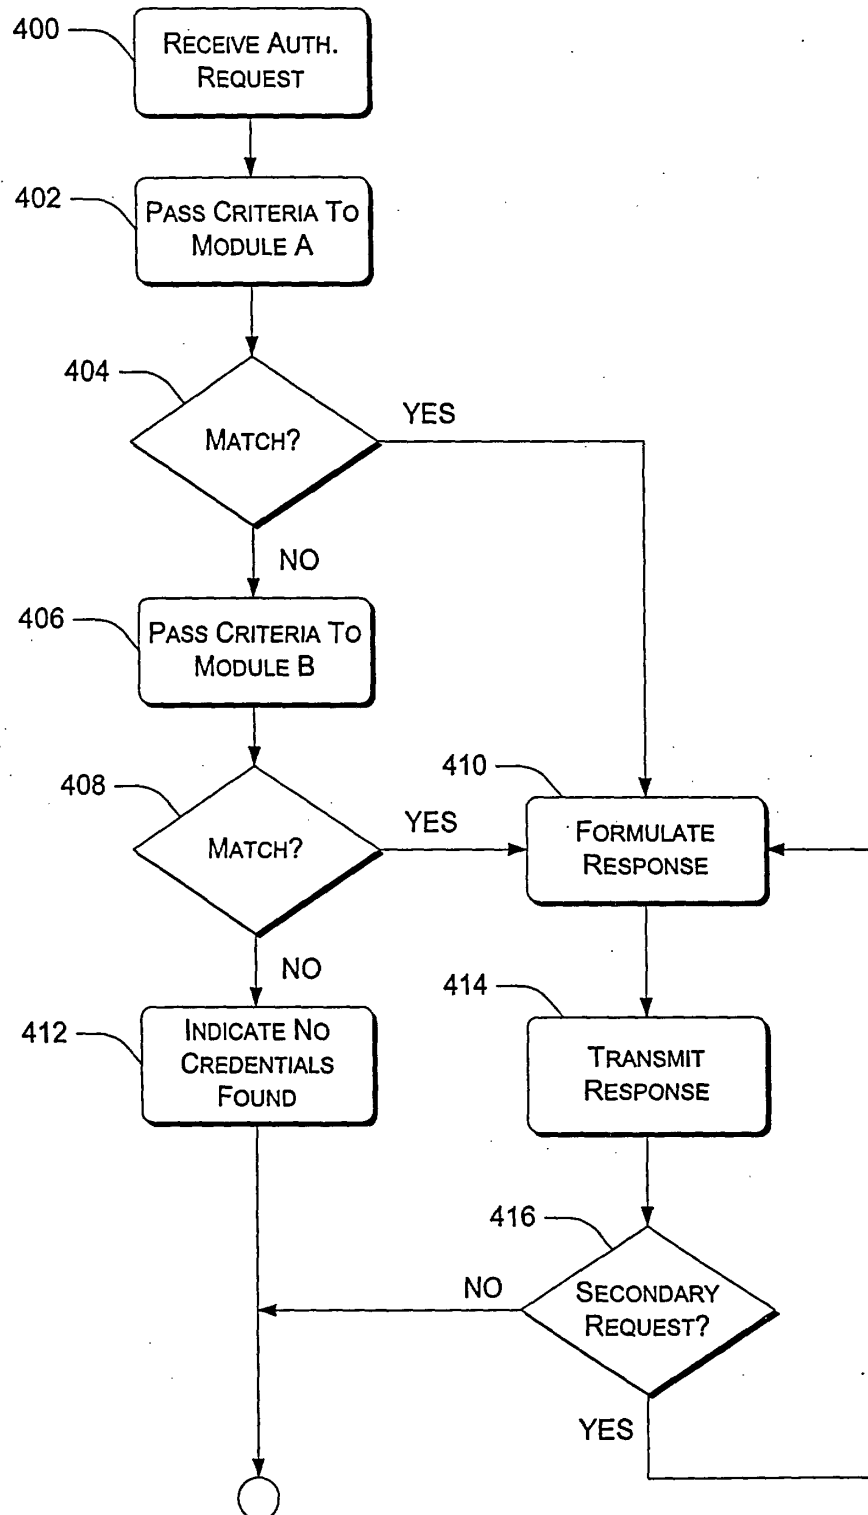 400
RECEIVE AUTH.
REQUEST
402
PASS CRITERIA TO
MODULE A
404
MATCH?
YES
NO
406
PASS CRITERIA TO
MODULE B
408
MATCH?
YES
410
FORMULATE
RESPONSE
NO
412
INDICATE NO
CREDENTIALS
FOUND
414
TRANSMIT
RESPONSE
416
NO
SECONDARY
REQUEST?
YES